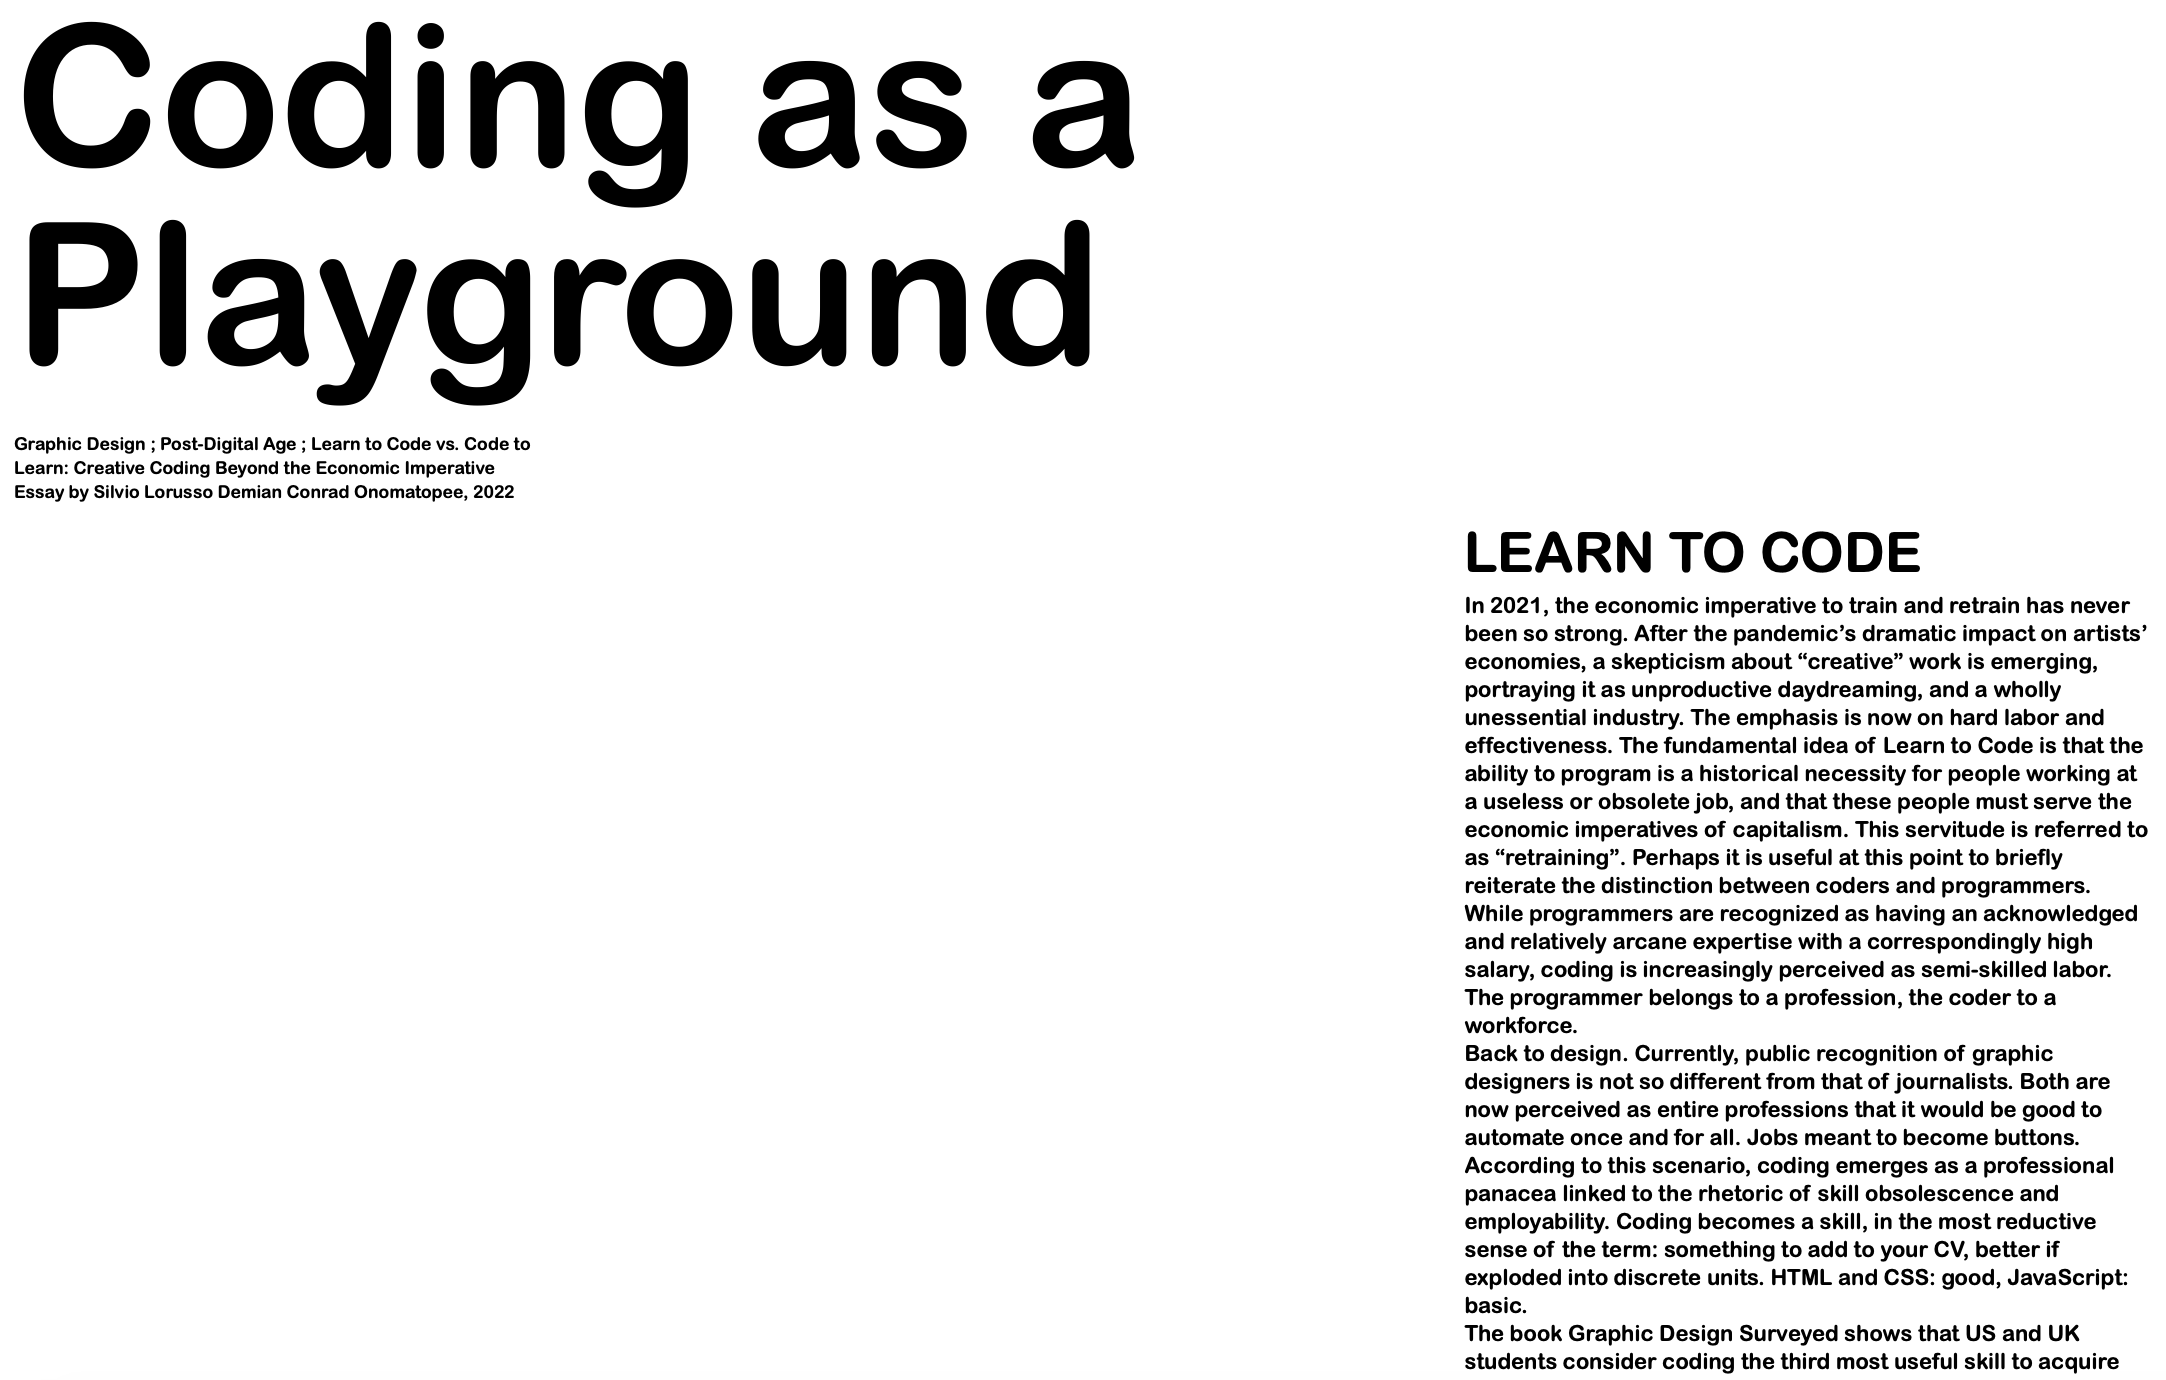 Coding as a
Playground
Graphic Design ; Post-Digital Age ; Learn to Code vs. Code to
Learn: Creative Coding Beyond the Economic Imperative
Essay by Silvio Lorusso Demian Conrad Onomatopee, 2022
LEARN TO CODE
In 2021, the economic imperative to train and retrain has never
been so strong. After the pandemic’s dramatic impact on artists’
economies, a skepticism about “creative” work is emerging,
portraying it as unproductive daydreaming, and a wholly
unessential industry. The emphasis is now on hard labor and
effectiveness. The fundamental idea of Learn to Code is that the
ability to program is a historical necessity for people working at
a useless or obsolete job, and that these people must serve the
economic imperatives of capitalism. This servitude is referred to
as “retraining”. Perhaps it is useful at this point to briefly
reiterate the distinction between coders and programmers.
While programmers are recognized as having an acknowledged
and relatively arcane expertise with a correspondingly high
salary, coding is increasingly perceived as semi-skilled labor.
The programmer belongs to a profession, the coder to a
workforce.
Back to design. Currently, public recognition of graphic
designers is not so different from that of journalists. Both are
now perceived as entire professions that it would be good to
automate once and for all. Jobs meant to become buttons.
According to this scenario, coding emerges as a professional
panacea linked to the rhetoric of skill obsolescence and
employability. Coding becomes a skill, in the most reductive
sense of the term: something to add to your CV, better if
exploded into discrete units. HTML and CSS: good, JavaScript:
basic.
The book Graphic Design Surveyed shows that US and UK
students consider coding the third most useful skill to acquire